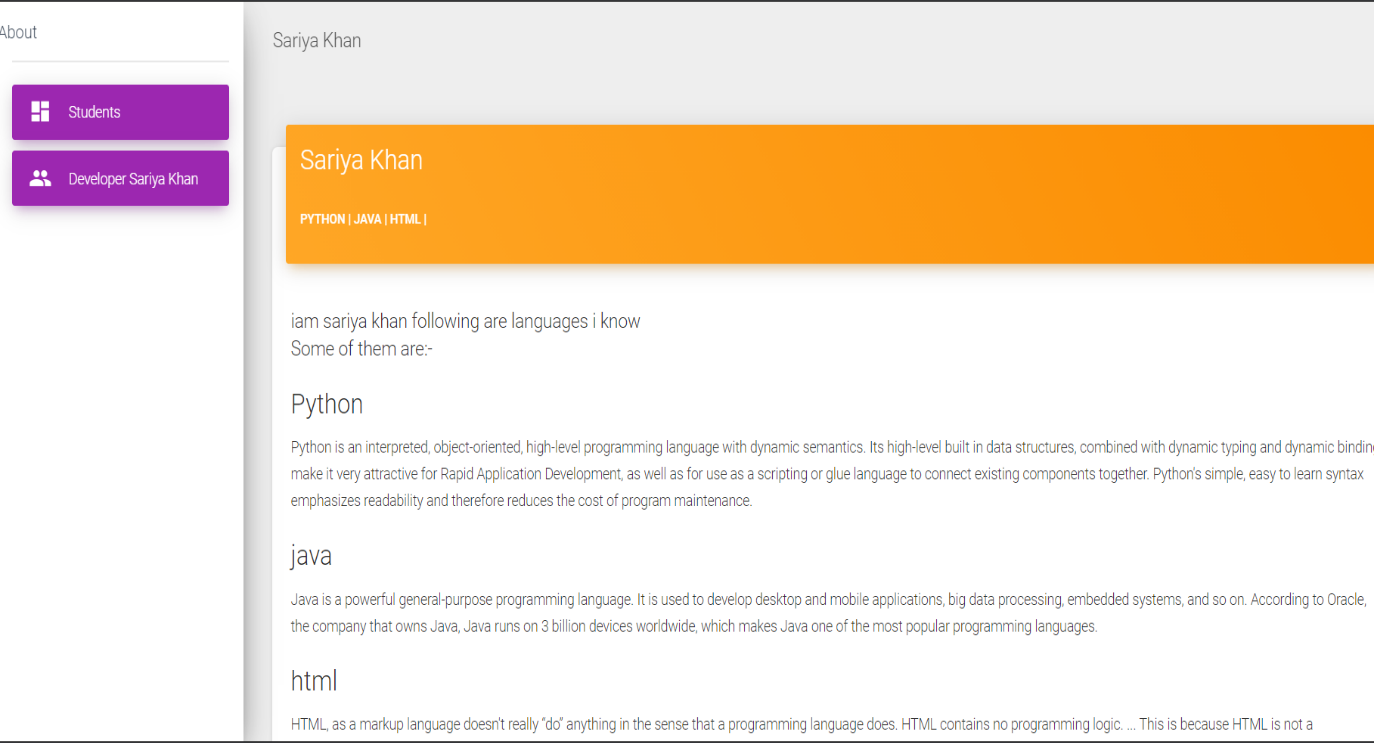 About
Students
Developer Sariya Khan
Sariya Khan
Sariya Khan
PYTHON | JAVA | HTML |
iam sariya khan following are languages i know
Some of them are:-
Python
Python is an interpreted, object-oriented, high-level programming language with dynamic semantics. Its high-level built in data structures, combined with dynamic typing and dynamic bindin
make it very attractive for Rapid Application Development, as well as for use as a scripting or glue language to connect existing components together. Python's simple, easy to learn syntax
emphasizes readability and therefore reduces the cost of program maintenance.
java
Java is a powerful general-purpose programming language. It is used to develop desktop and mobile applications, big data processing, embedded systems, and so on. According to Oracle,
the company that owns Java, Java runs on 3 billion devices worldwide, which makes Java one of the most popular programming languages.
html
HTML, as a markup language doesn't really “do” anything in the sense that a programming language does. HTML contains no programming logic. ... This is because HTML is not a